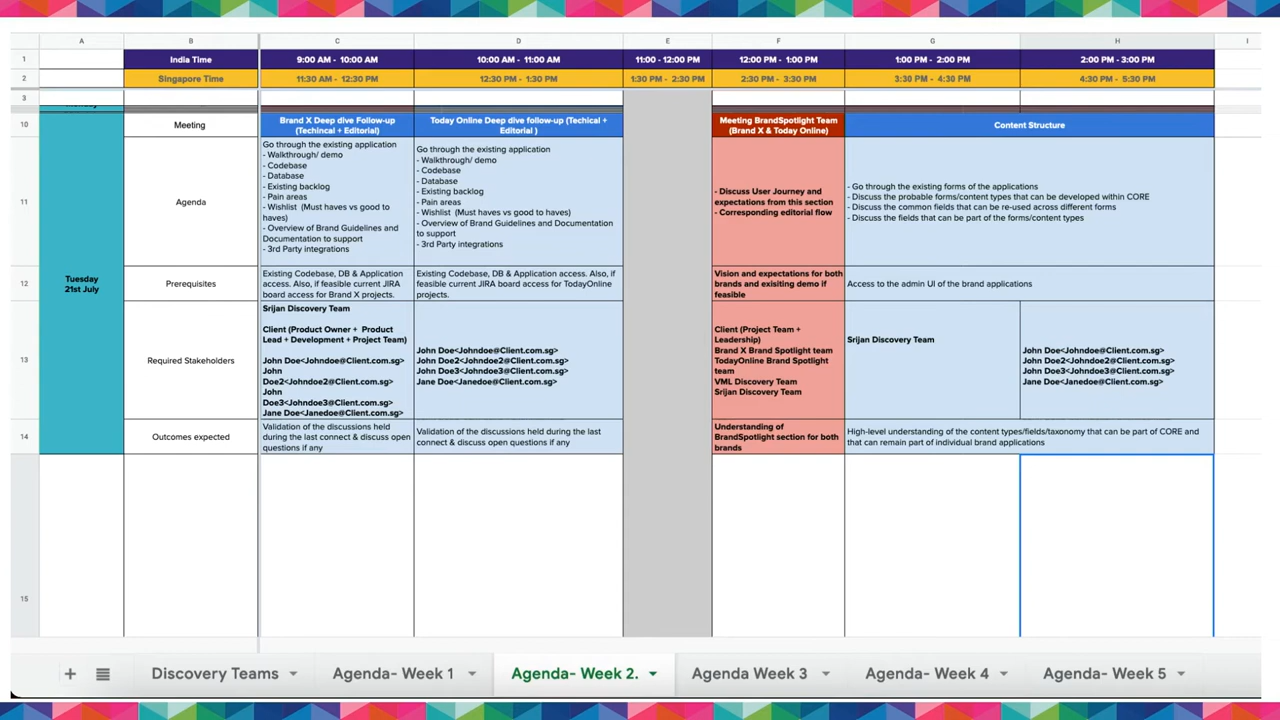 A B C D E F G H I
1 India Time 9:00 AM - 10:00 AM 10:00 AM - 11:00 AM 11:00 - 12:00 PM 12:00 PM - 1:00 PM 1:00 PM - 2:00 PM 2:00 PM - 3:00 PM
2 Singapore Time 11:30 AM - 12:30 PM 12:30 PM - 1:30 PM 1:30 PM - 2:30 PM 2:30 PM - 3:30 PM 3:30 PM - 4:30 PM 4:30 PM - 5:30 PM
3
Tuesday
21st July
10
Meeting
Brand X Deep dive Follow-up
(Techincal + Editorial)
Today Online Deep dive follow-up (Techical +
Editorial )
Meeting BrandSpotlight Team
(Brand X & Today Online)
Content Structure
11
Agenda
Go through the existing application
- Walkthrough/ demo
- Codebase
- Database
- Existing backlog
- Pain areas
- Wishlist (Must haves vs good to
haves)
- Overview of Brand Guidelines and
Documentation to support
- 3rd Party integrations
Go through the existing application
- Walkthrough/ demo
- Codebase
- Database
- Existing backlog
- Pain areas
- Wishlist (Must haves vs good to haves)
- Overview of Brand Guidelines and Documentation
to support
- 3rd Party integrations
- Discuss User Journey and
expectations from this section
- Corresponding editorial flow
- Go through the existing forms of the applications
- Discuss the probable forms/content types that can be developed within CORE
- Discuss the common fields that can be re-used across different forms
- Discuss the fields that can be part of the forms/content types
12
Prerequisites
Existing Codebase, DB & Application
access. Also, if feasible current JIRA
board access for Brand X projects.
Existing Codebase, DB & Application access. Also, if
feasible current JIRA board access for TodayOnline
projects.
Vision and expectations for both
brands and exisiting demo if
feasible
Access to the admin UI of the brand applications
13
Required Stakeholders
Srijan Discovery Team
Client (Product Owner + Product
Lead + Development + Project Team)
John Doe<Johndoe@Client.com.sg>
John
Doe2<Johndoe2@Client.com.sg>
John
Doe3<Johndoe3@Client.com.sg>
Jane Doe<Janedoe@Client.com.sg>
John Doe<Johndoe@Client.com.sg>
John Doe2<Johndoe2@Client.com.sg>
John Doe3<Johndoe3@Client.com.sg>
Jane Doe<Janedoe@Client.com.sg>
Client (Project Team +
Leadership)
Brand X Brand Spotlight team
TodayOnline Brand Spotlight
team
VML Discovery Team
Srijan Discovery Team
Srijan Discovery Team
John Doe<Johndoe@Client.com.sg>
John Doe2<Johndoe2@Client.com.sg>
John Doe3<Johndoe3@Client.com.sg>
Jane Doe<Janedoe@Client.com.sg>
14
Outcomes expected
Validation of the discussions held
during the last connect & discuss open
questions if any
Validation of the discussions held during the last
connect & discuss open questions if any
Understanding of
BrandSpotlight section for both
brands
High-level understanding of the content types/fields/taxonomy that can be part of CORE and
that can remain part of individual brand applications
15
+ Discovery Teams Agenda- Week 1 Agenda- Week 2. Agenda Week 3 Agenda- Week 4 Agenda- Week 5